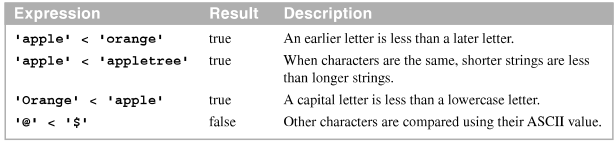 Expression Result Description
'apple' < 'orange' true An earlier letter is less than a later letter.
'apple' < 'appletree' true When characters are the same, shorter strings are less
than longer strings.
'Orange' < 'apple' true A capital letter is less than a lowercase letter.
'@' < '$' false Other characters are compared using their ASCII value.